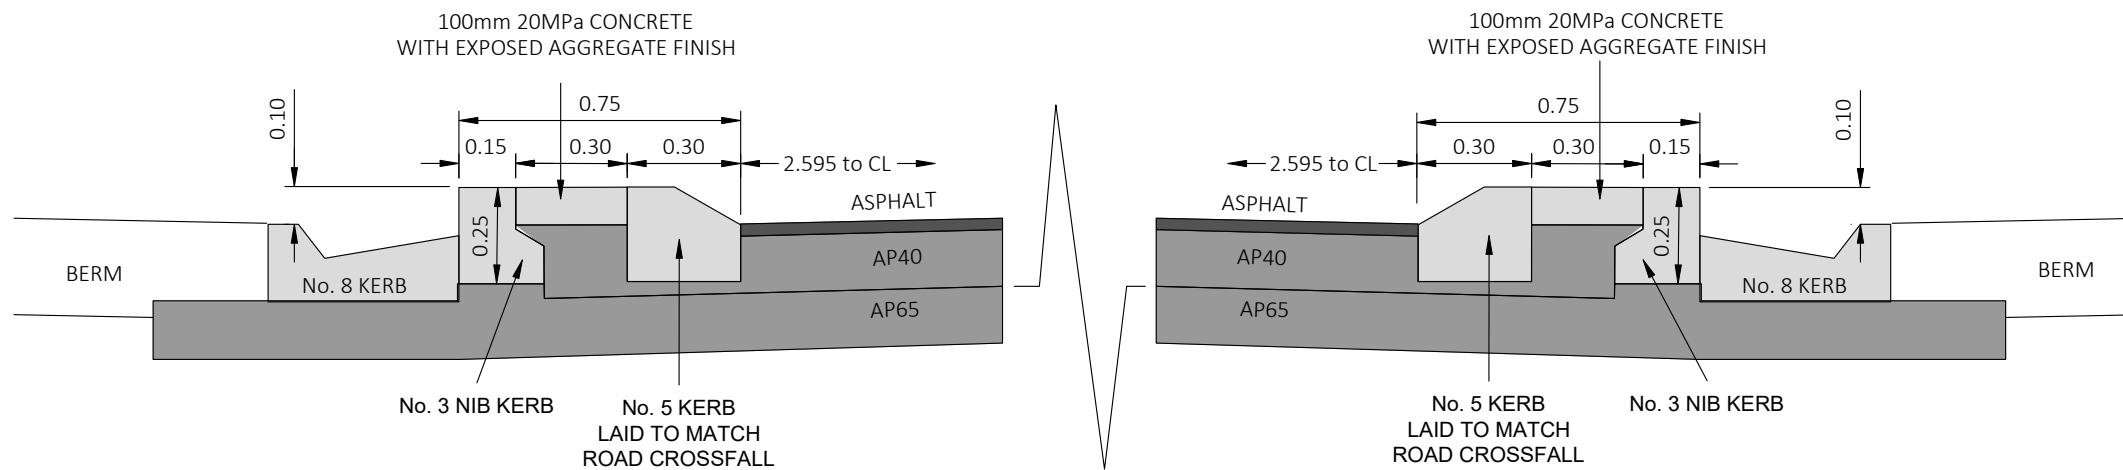 100mm 20MPa CONCRETE
WITH EXPOSED AGGREGATE FINISH
0.10
0.75
0.15
0.30
0.30
2.595 to CL
ASPHALT
0.25
BERM
No. 8 KERB
AP40
AP65
No. 3 NIB KERB
No. 5 KERB
LAID TO MATCH
ROAD CROSSFALL
100mm 20MPa CONCRETE
WITH EXPOSED AGGREGATE FINISH
0.75
0.10
2.595 to CL
0.30
0.30
0.15
ASPHALT
0.25
AP40
BERM
No. 8 KERB
AP65
No. 5 KERB
LAID TO MATCH
ROAD CROSSFALL
No. 3 NIB KERB